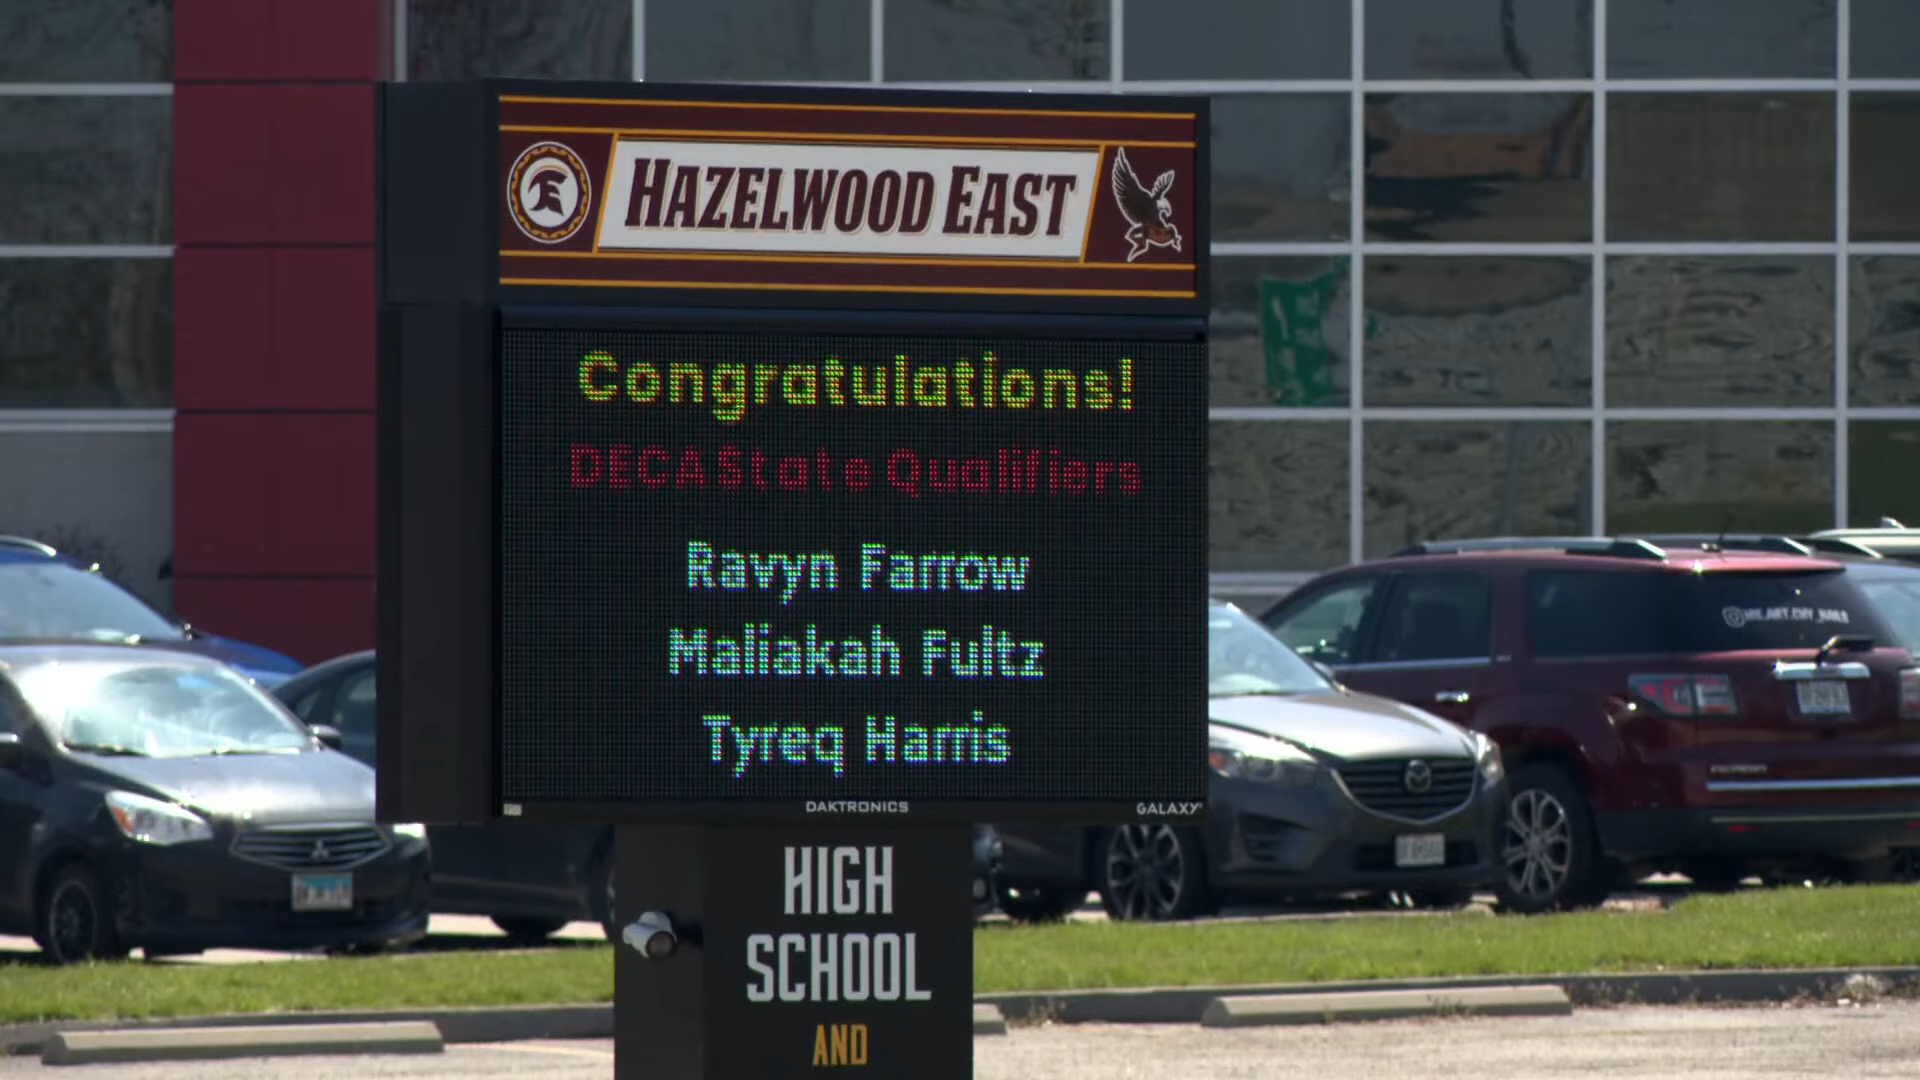 HAZELWOOD EAST
Congratulations!
DECA State Qualifiers
Ravyn Farrow
Maliakah Fultz
Tyreq Harris
DAKTRONICS
GALAXY
HIGH
SCHOOL
AND